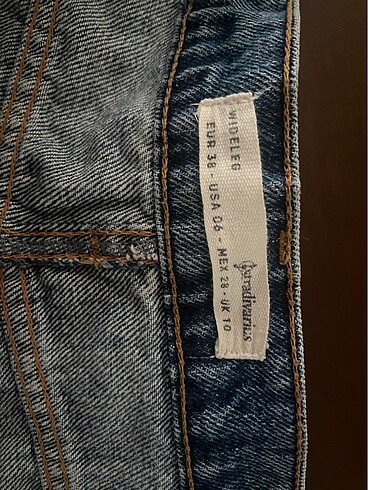 Stradivarius
WIDELEG
EUR 38 - USA 06 - MEX 28 - UK 10